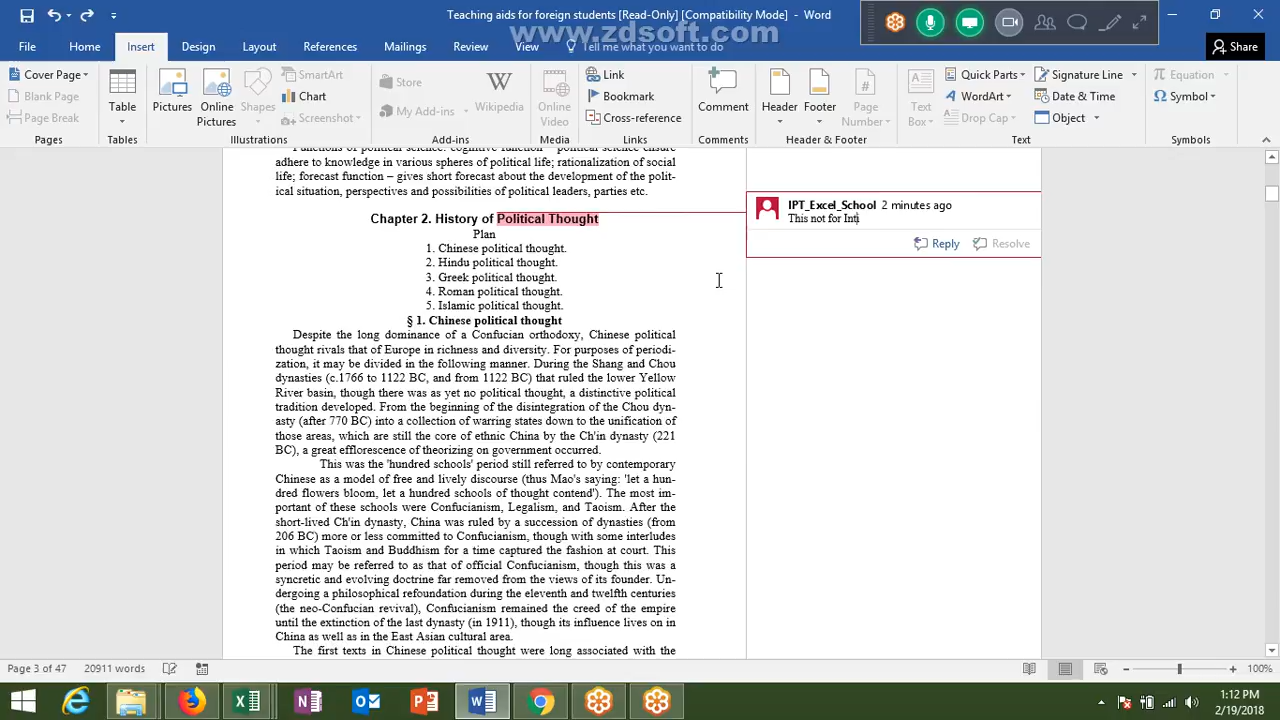 Teaching aids for foreign students [Read-Only] [Compatibility Mode] - Word
www.zdsoft.com
File Home Insert Design Layout References Mailings Review View Tell me what you want to do Share
Cover Page
Blank Page
Page Break
Pages
Table
Tables
Pictures
Online Pictures
Shapes
SmartArt
Chart
Screenshot
Illustrations
Store
My Add-ins
Wikipedia
Add-ins
Online Video
Media
Link
Bookmark
Cross-reference
Links
Comment
Comments
Header
Footer
Page Number
Header & Footer
Text Box
Quick Parts
WordArt
Drop Cap
Signature Line
Date & Time
Object
Text
Equation
Symbol
Symbols
adhere to knowledge in various spheres of political life; rationalization of social
life; forecast function – gives short forecast about the development of the polit-
ical situation, perspectives and possibilities of political leaders, parties etc.
Chapter 2. History of Political Thought
Plan
1. Chinese political thought.
2. Hindu political thought.
3. Greek political thought.
4. Roman political thought.
5. Islamic political thought.
§ 1. Chinese political thought
Despite the long dominance of a Confucian orthodoxy, Chinese political
thought rivals that of Europe in richness and diversity. For purposes of periodi-
zation, it may be divided in the following manner. During the Shang and Chou
dynasties (c.1766 to 1122 BC, and from 1122 BC) that ruled the lower Yellow
River basin, though there was as yet no political thought, a distinctive political
tradition developed. From the beginning of the disintegration of the Chou dyn-
asty (after 770 BC) into a collection of warring states down to the unification of
those areas, which are still the core of ethnic China by the Ch'in dynasty (221
BC), a great efflorescence of theorizing on government occurred.
This was the 'hundred schools' period still referred to by contemporary
Chinese as a model of free and lively discourse (thus Mao's saying: 'let a hun-
dred flowers bloom, let a hundred schools of thought contend'). The most im-
portant of these schools were Confucianism, Legalism, and Taoism. After the
short-lived Ch'in dynasty, China was ruled by a succession of dynasties (from
206 BC) more or less committed to Confucianism, though with some interludes
in which Taoism and Buddhism for a time captured the fashion at court. This
period may be referred to as that of official Confucianism, though this was a
syncretic and evolving doctrine far removed from the views of its founder. Un-
dergoing a philosophical refoundation during the eleventh and twelfth centuries
(the neo-Confucian revival), Confucianism remained the creed of the empire
until the extinction of the last dynasty (in 1911), though its influence lives on in
China as well as in the East Asian cultural area.
The first texts in Chinese political thought were long associated with the
IPT_Excel_School 2 minutes ago
This not for Int
Reply Resolve
Page 3 of 47 20911 words 100%
1:12 PM
2/19/2018